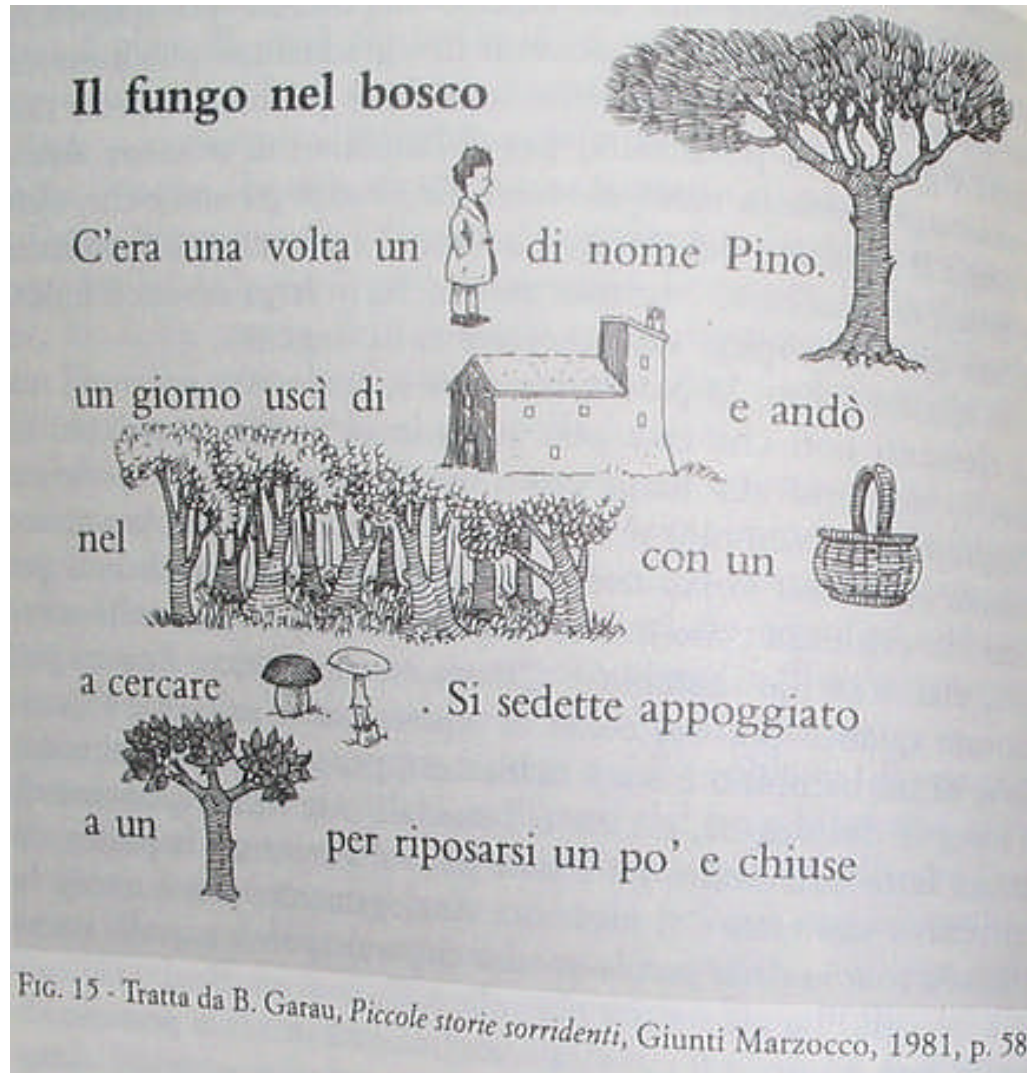 Il fungo nel bosco
C'era una volta un di nome Pino.
un giorno uscì di e andò
nel con un
a cercare . Si sedette appoggiato
a un per riposarsi un po' e chiuse
FIG. 15 - Tratta da B. Garau, Piccole storie sorridenti, Giunti Marzocco, 1981, p. 58